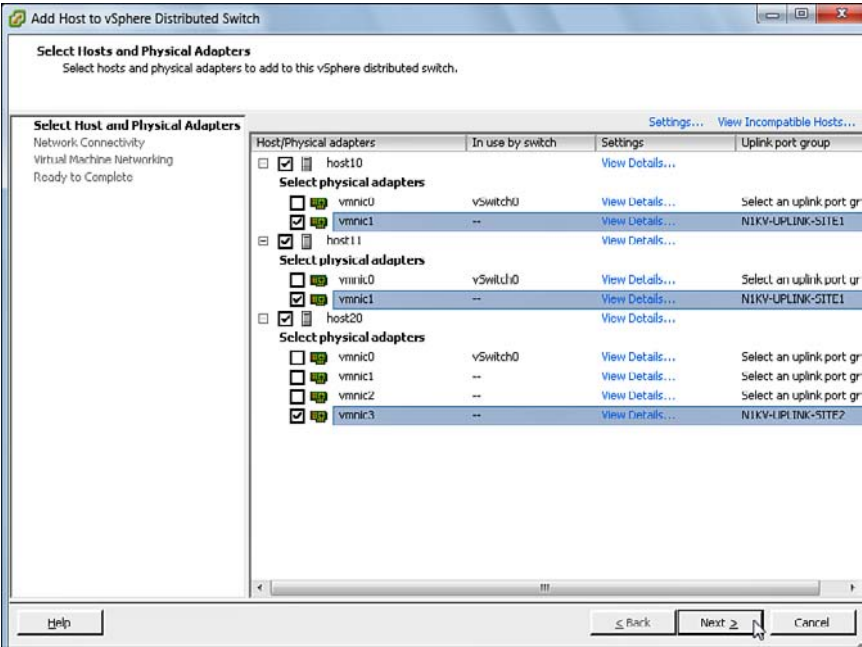 Add Host to vSphere Distributed Switch
Select Hosts and Physical Adapters
Select hosts and physical adapters to add to this vSphere distributed switch.
Select Host and Physical Adapters
Network Connectivity
Virtual Machine Networking
Ready to Complete
Settings... View Incompatible Hosts...
Host/Physical adapters In use by switch Settings Uplink port group
host10 View Details...
Select physical adapters
vmnic0 vSwitch0 View Details... Select an uplink port gr
vmnic1 -- View Details... N1KV-UPLINK-SITE1
host11 View Details...
Select physical adapters
vmnic0 vSwitch0 View Details... Select an uplink port gr
vmnic1 -- View Details... N1KV-UPLINK-SITE1
host20 View Details...
Select physical adapters
vmnic0 vSwitch0 View Details... Select an uplink port gr
vmnic1 -- View Details... Select an uplink port gr
vmnic2 -- View Details... Select an uplink port gr
vmnic3 -- View Details... N1KV-UPLINK-SITE2
Help < Back Next > Cancel